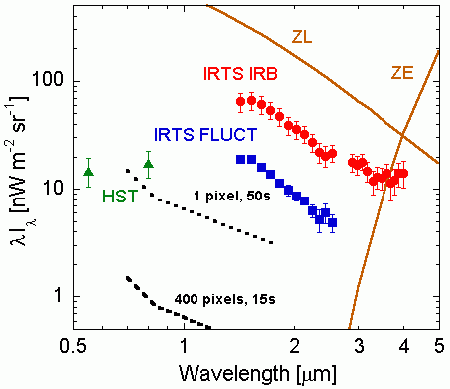 ZL
ZE
100
IRTS IRB
IRTS FLUCT
λI_λ [nW m⁻² sr⁻¹]
10
HST
1 pixel, 50s
400 pixels, 15s
1
0.5 1 2 3 4 5
Wavelength [μm]